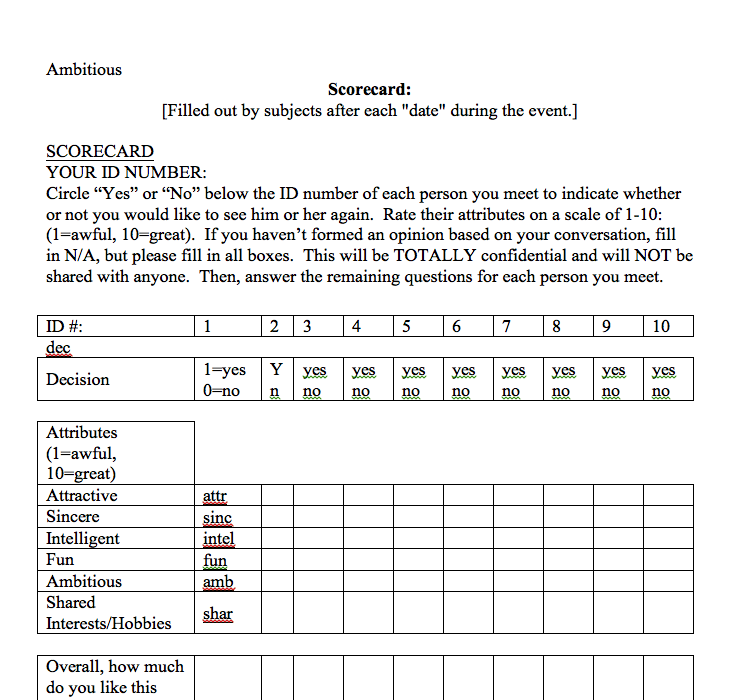 Ambitious
Scorecard:
[Filled out by subjects after each "date" during the event.]
SCORECARD
YOUR ID NUMBER:
Circle “Yes” or “No” below the ID number of each person you meet to indicate whether
or not you would like to see him or her again.  Rate their attributes on a scale of 1-10:
(1=awful, 10=great).  If you haven’t formed an opinion based on your conversation, fill
in N/A, but please fill in all boxes.  This will be TOTALLY confidential and will NOT be
shared with anyone.  Then, answer the remaining questions for each person you meet.
ID #: 1 2 3 4 5 6 7 8 9 10
dec
Decision 1=yes Y yes yes yes yes yes yes yes yes
0=no n no no no no no no no no
Attributes
(1=awful,
10=great)
Attractive attr
Sincere sinc
Intelligent intel
Fun fun
Ambitious amb
Shared
Interests/Hobbies shar
Overall, how much
do you like this